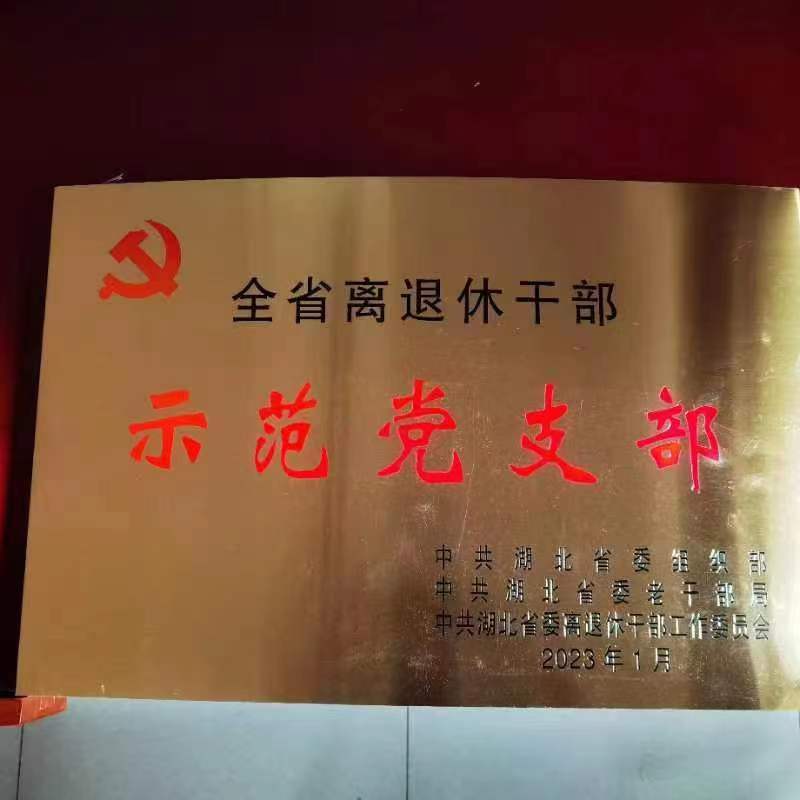 全省离退休干部
示范党支部
中共湖北省委组织部
中共湖北省委老干部局
中共湖北省委离退休干部工作委员会
2023年1月